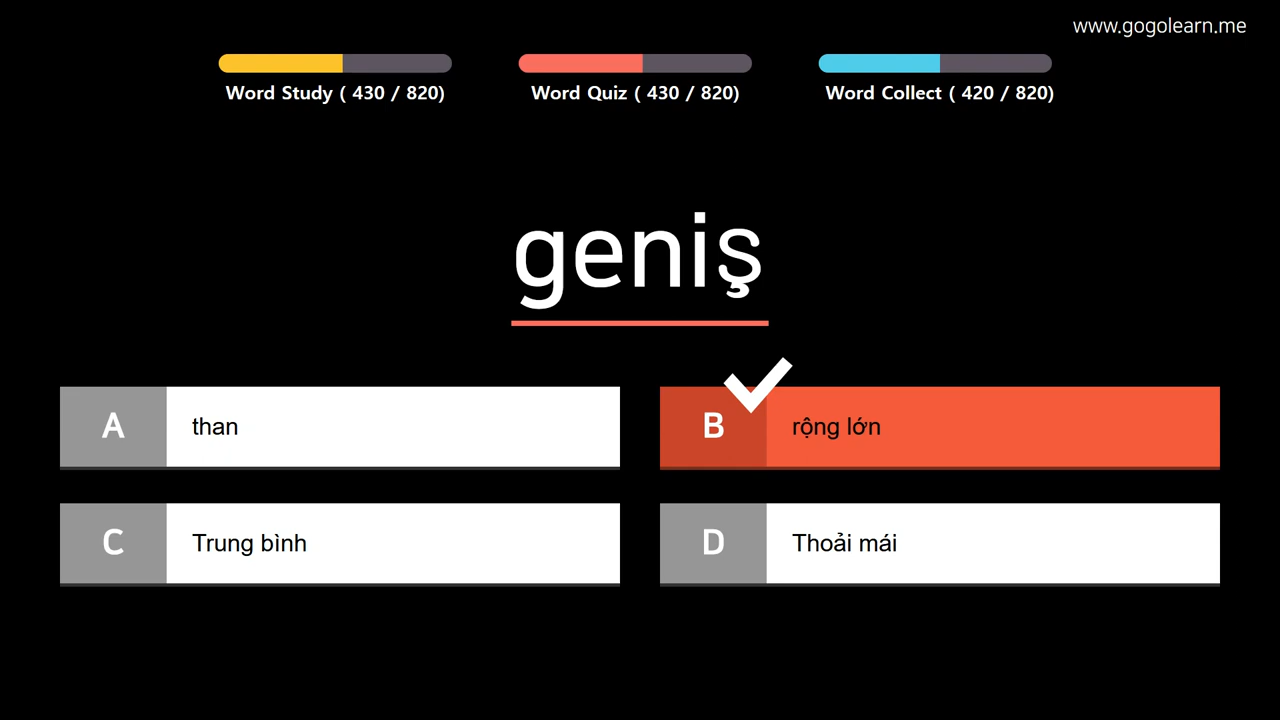 www.gogolearn.me
Word Study ( 430 / 820)
Word Quiz ( 430 / 820)
Word Collect ( 420 / 820)
geniş
A than
B rộng lớn
C Trung bình
D Thoải mái